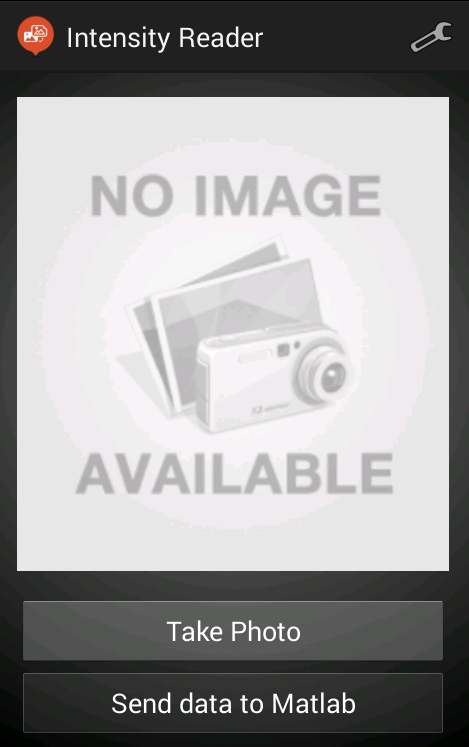 Intensity Reader
NO IMAGE
AVAILABLE
Take Photo
Send data to Matlab